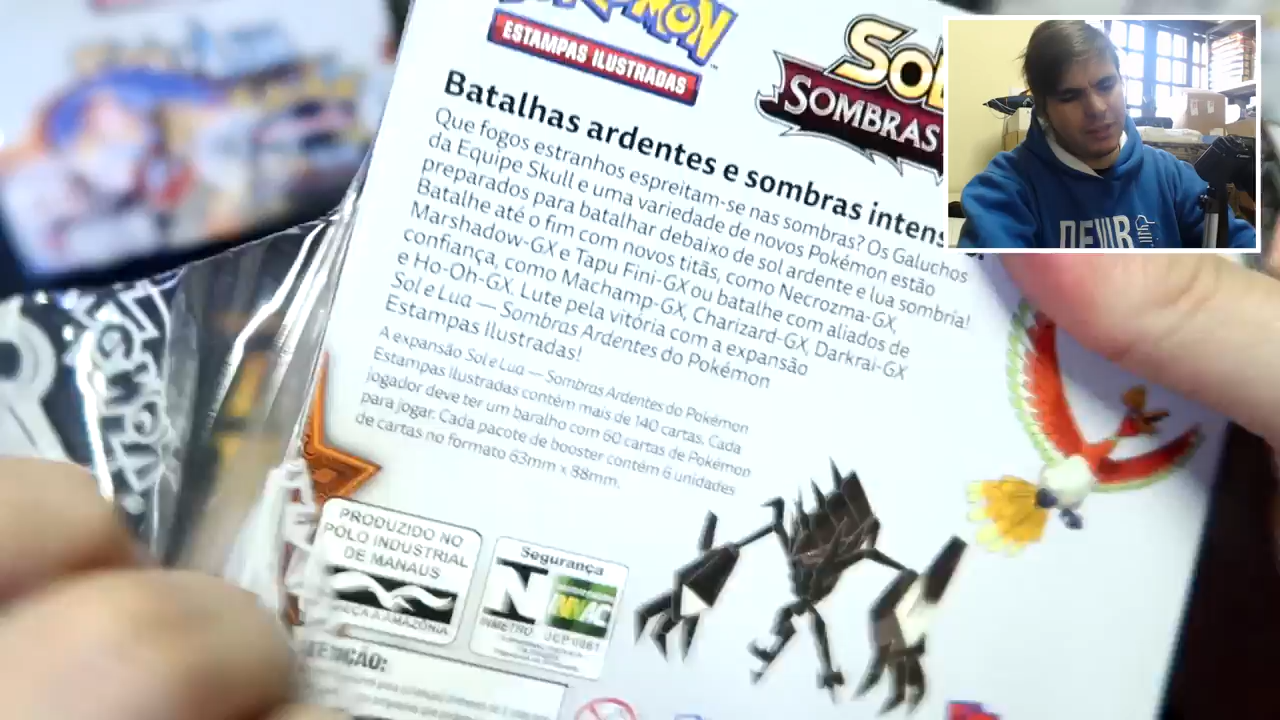 POKÉMON
ESTAMPAS ILUSTRADAS
SOL
SOMBRAS
Batalhas ardentes e sombras intens
Que fogos estranhos espreitam-se nas sombras? Os Galuchos
da Equipe Skull e uma variedade de novos Pokémon estão
preparados para batalhar debaixo de sol ardente e lua sombria!
Batalhe até o fim com novos titãs, como Necrozma-GX,
Marshadow-GX e Tapu Fini-GX ou batalhe com aliados de
confiança, como Machamp-GX, Charizard-GX, Darkrai-GX
e Ho-Oh-GX. Lute pela vitória com a expansão
Sol e Lua — Sombras Ardentes do Pokémon
Estampas Ilustradas!
A expansão Sol e Lua — Sombras Ardentes do Pokémon
Estampas Ilustradas contém mais de 140 cartas. Cada
jogador deve ter um baralho com 60 cartas de Pokémon
para jogar. Cada pacote de booster contém 6 unidades
de cartas no formato 63mm x 88mm.
PRODUZIDO NO
PÓLO INDUSTRIAL
DE MANAUS
CONHEÇA A AMAZÔNIA
Segurança
INMETRO
ATENÇÃO: